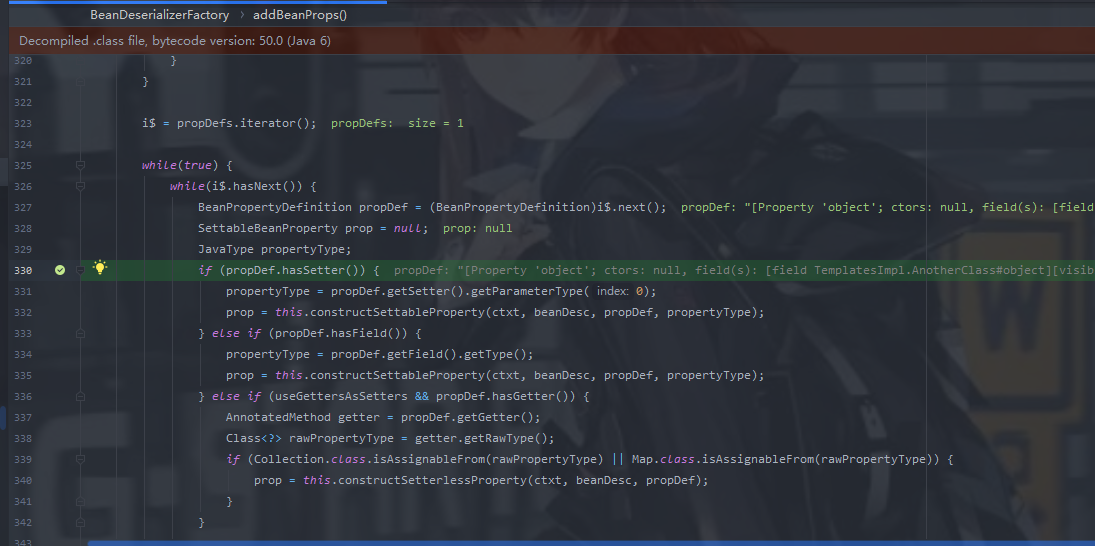 BeanDeserializerFactory › addBeanProps()
Decompiled .class file, bytecode version: 50.0 (Java 6)
320 }
321 }
322
323 i$ = propDefs.iterator(); propDefs: size = 1
324
325 while(true) {
326 while(i$.hasNext()) {
327 BeanPropertyDefinition propDef = (BeanPropertyDefinition)i$.next(); propDef: "[Property 'object'; ctors: null, field(s): [field
328 SettableBeanProperty prop = null; prop: null
329 JavaType propertyType;
330 if (propDef.hasSetter()) { propDef: "[Property 'object'; ctors: null, field(s): [field TemplatesImpl.AnotherClass#object][visib
331 propertyType = propDef.getSetter().getParameterType( index: 0);
332 prop = this.constructSettableProperty(ctxt, beanDesc, propDef, propertyType);
333 } else if (propDef.hasField()) {
334 propertyType = propDef.getField().getType();
335 prop = this.constructSettableProperty(ctxt, beanDesc, propDef, propertyType);
336 } else if (useGettersAsSetters && propDef.hasGetter()) {
337 AnnotatedMethod getter = propDef.getGetter();
338 Class<?> rawPropertyType = getter.getRawType();
339 if (Collection.class.isAssignableFrom(rawPropertyType) || Map.class.isAssignableFrom(rawPropertyType)) {
340 prop = this.constructSetterlessProperty(ctxt, beanDesc, propDef);
341 }
342 }
343